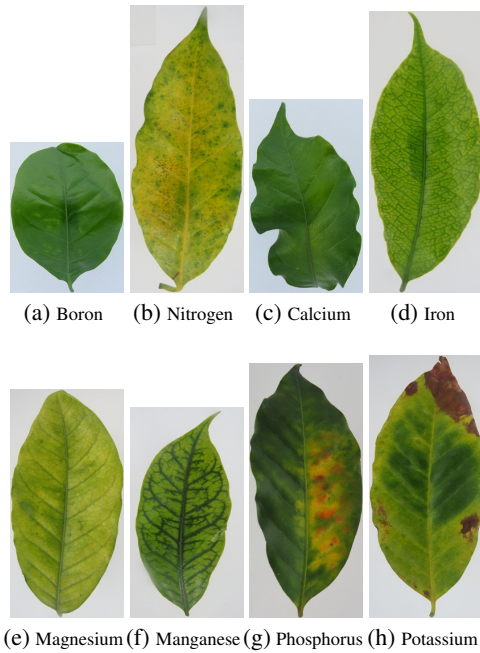 (a) Boron (b) Nitrogen (c) Calcium (d) Iron
(e) Magnesium (f) Manganese (g) Phosphorus (h) Potassium